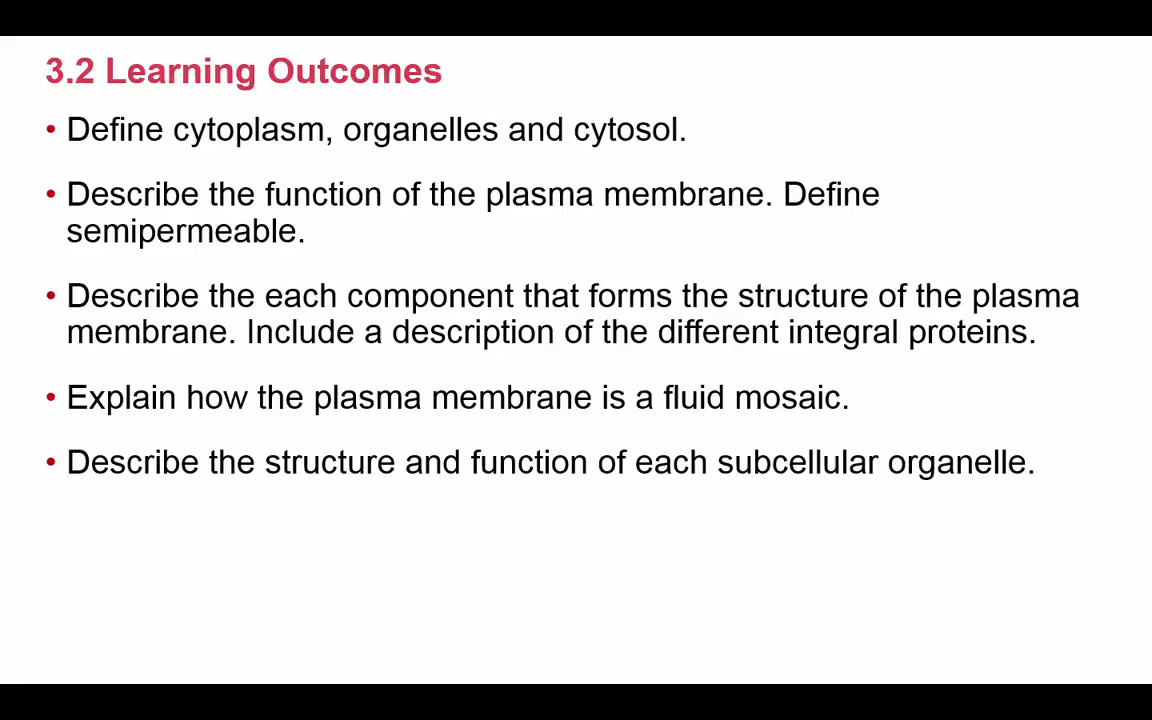 3.2 Learning Outcomes
• Define cytoplasm, organelles and cytosol.
• Describe the function of the plasma membrane. Define
semipermeable.
• Describe the each component that forms the structure of the plasma
membrane. Include a description of the different integral proteins.
• Explain how the plasma membrane is a fluid mosaic.
• Describe the structure and function of each subcellular organelle.